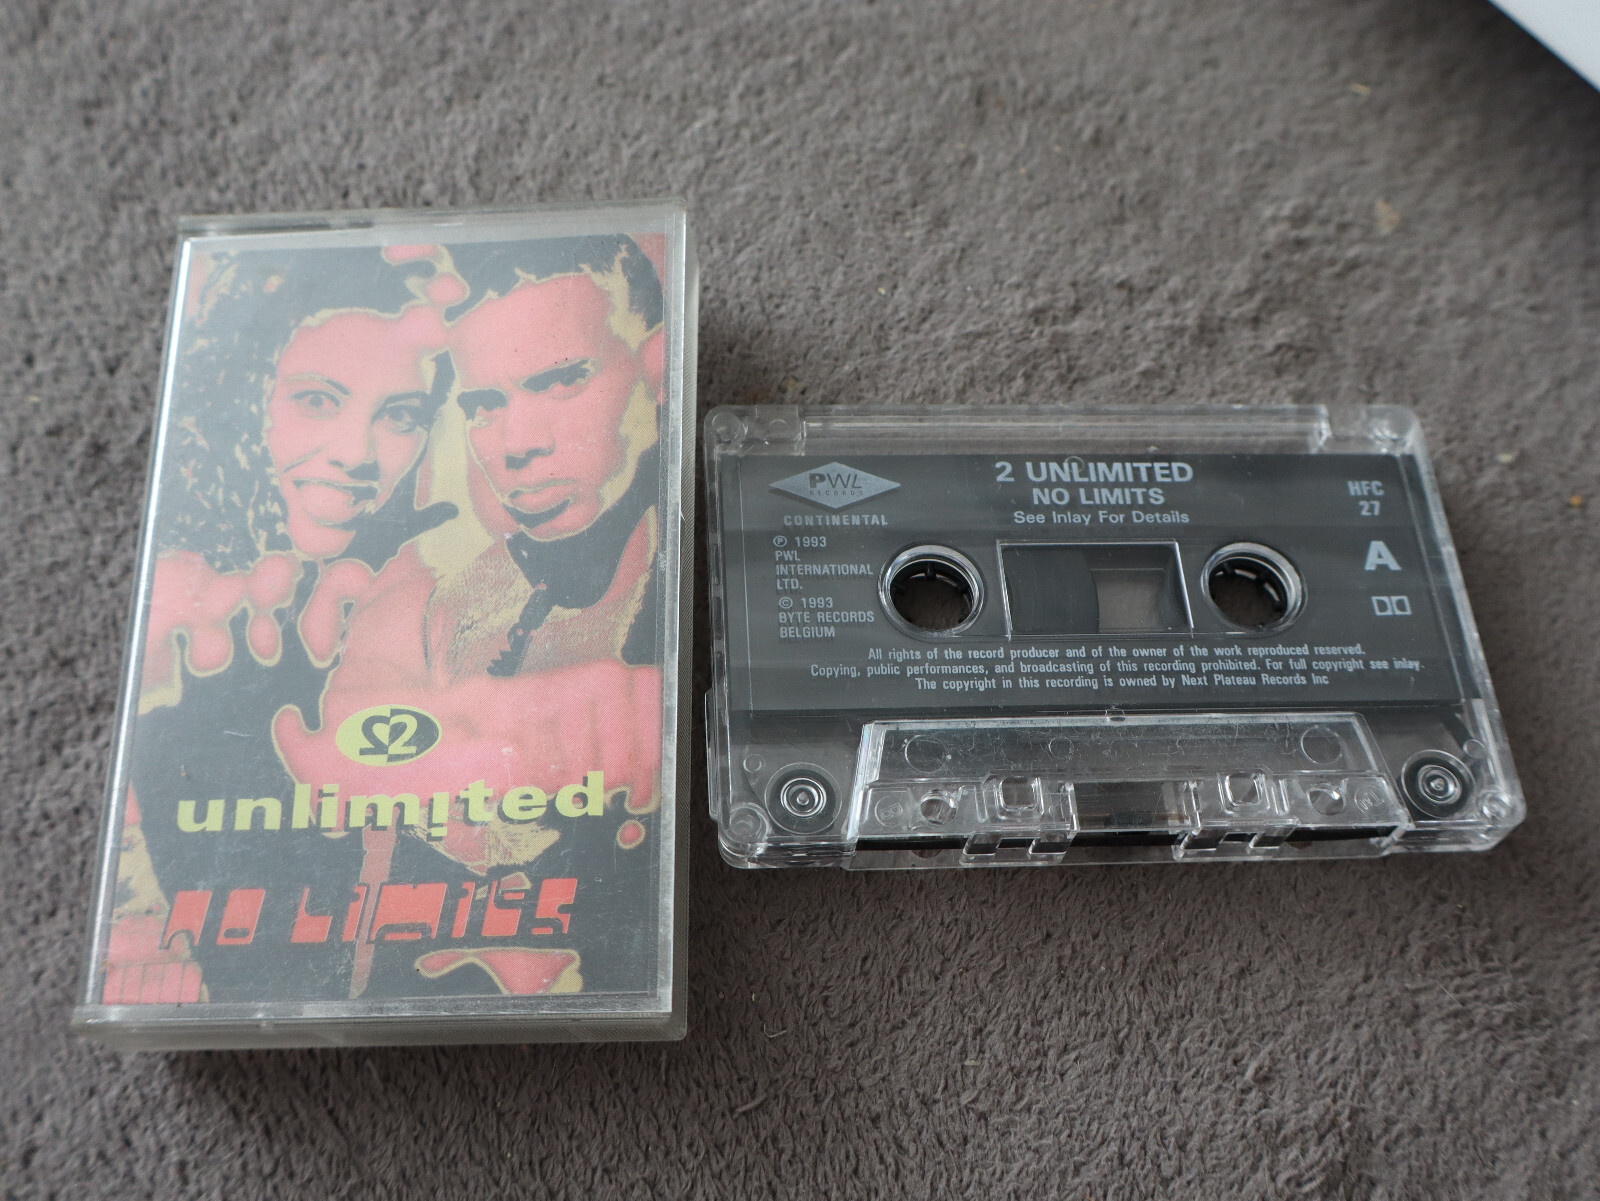 2
unlimited
NO LIMITS
PWL
RECORDS
CONTINENTAL
℗ 1993
PWL
INTERNATIONAL
LTD.
© 1993
BYTE RECORDS
BELGIUM
2 UNLIMITED
NO LIMITS
See Inlay For Details
HFC
27
A
All rights of the record producer and of the owner of the work reproduced reserved.
Copying, public performances, and broadcasting of this recording prohibited. For full copyright see inlay.
The copyright in this recording is owned by Next Plateau Records Inc